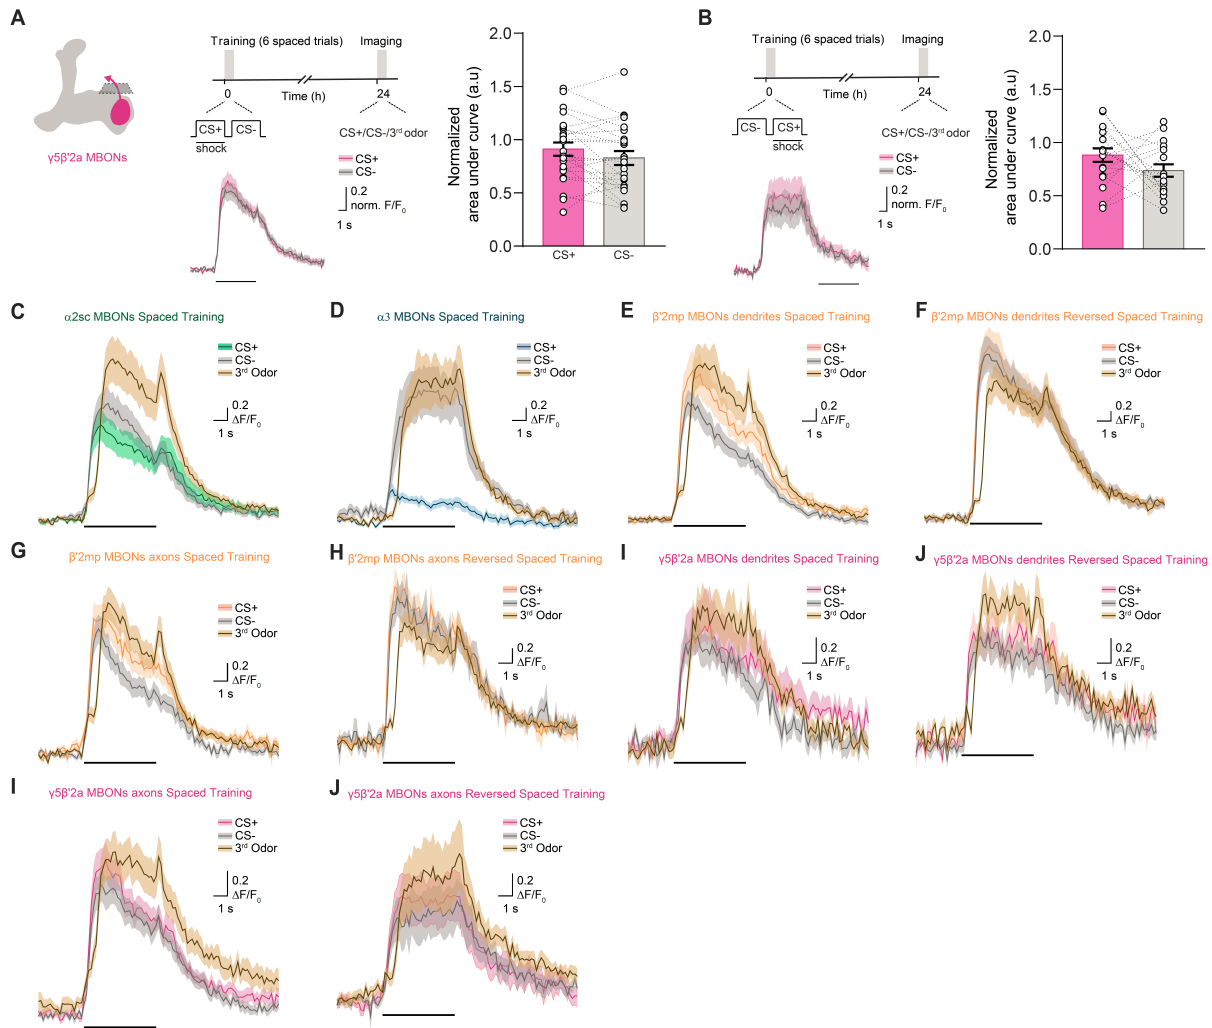 A
Training (6 spaced trials)
Imaging
0
Time (h)
24
CS+
CS-
shock
CS+/CS-/3rd odor
γ5β'2a MBONs
CS+
CS-
0.2
norm. F/F0
1 s
Normalized
area under curve (a.u)
2.0
1.5
1.0
0.5
0.0
CS+
CS-
B
Training (6 spaced trials)
Imaging
0
Time (h)
24
CS-
CS+
shock
CS+/CS-/3rd odor
CS+
CS-
0.2
norm. F/F0
1 s
Normalized
area under curve (a.u)
2.0
1.5
1.0
0.5
0.0
C
α2sc MBONs Spaced Training
CS+
CS-
3rd Odor
0.2
ΔF/F0
1 s
D
α3 MBONs Spaced Training
CS+
CS-
3rd Odor
0.2
ΔF/F0
1 s
E
β'2mp MBONs dendrites Spaced Training
CS+
CS-
3rd Odor
0.2
ΔF/F0
1 s
F
β'2mp MBONs dendrites Reversed Spaced Training
CS+
CS-
3rd Odor
0.2
ΔF/F0
1 s
G
β'2mp MBONs axons Spaced Training
CS+
CS-
3rd Odor
0.2
ΔF/F0
1 s
H
β'2mp MBONs axons Reversed Spaced Training
CS+
CS-
3rd Odor
0.2
ΔF/F0
1 s
I
γ5β'2a MBONs dendrites Spaced Training
CS+
CS-
3rd Odor
0.2
ΔF/F0
1 s
J
γ5β'2a MBONs dendrites Reversed Spaced Training
CS+
CS-
3rd Odor
0.2
ΔF/F0
1 s
I
γ5β'2a MBONs axons Spaced Training
CS+
CS-
3rd Odor
0.2
ΔF/F0
1 s
J
γ5β'2a MBONs axons Reversed Spaced Training
CS+
CS-
3rd Odor
0.2
ΔF/F0
1 s